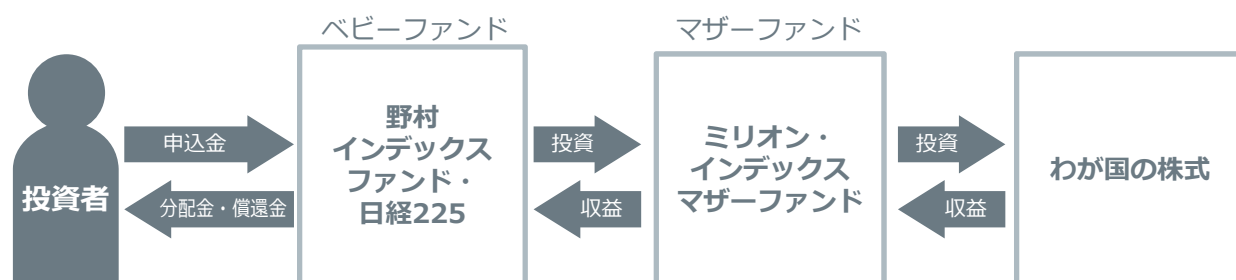 ベビーファンド
マザーファンド
投資者
申込金
分配金・償還金
野村
インデックス
ファンド・
日経225
投資
収益
ミリオン・
インデックス
マザーファンド
投資
収益
わが国の株式